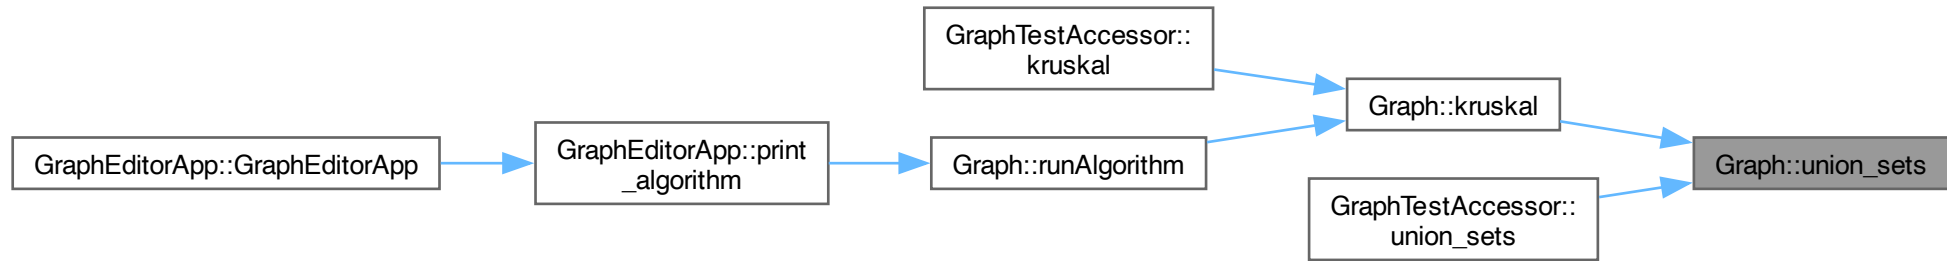 GraphTestAccessor::
kruskal
Graph::kruskal
GraphEditorApp::GraphEditorApp
GraphEditorApp::print
_algorithm
Graph::runAlgorithm
Graph::union_sets
GraphTestAccessor::
union_sets